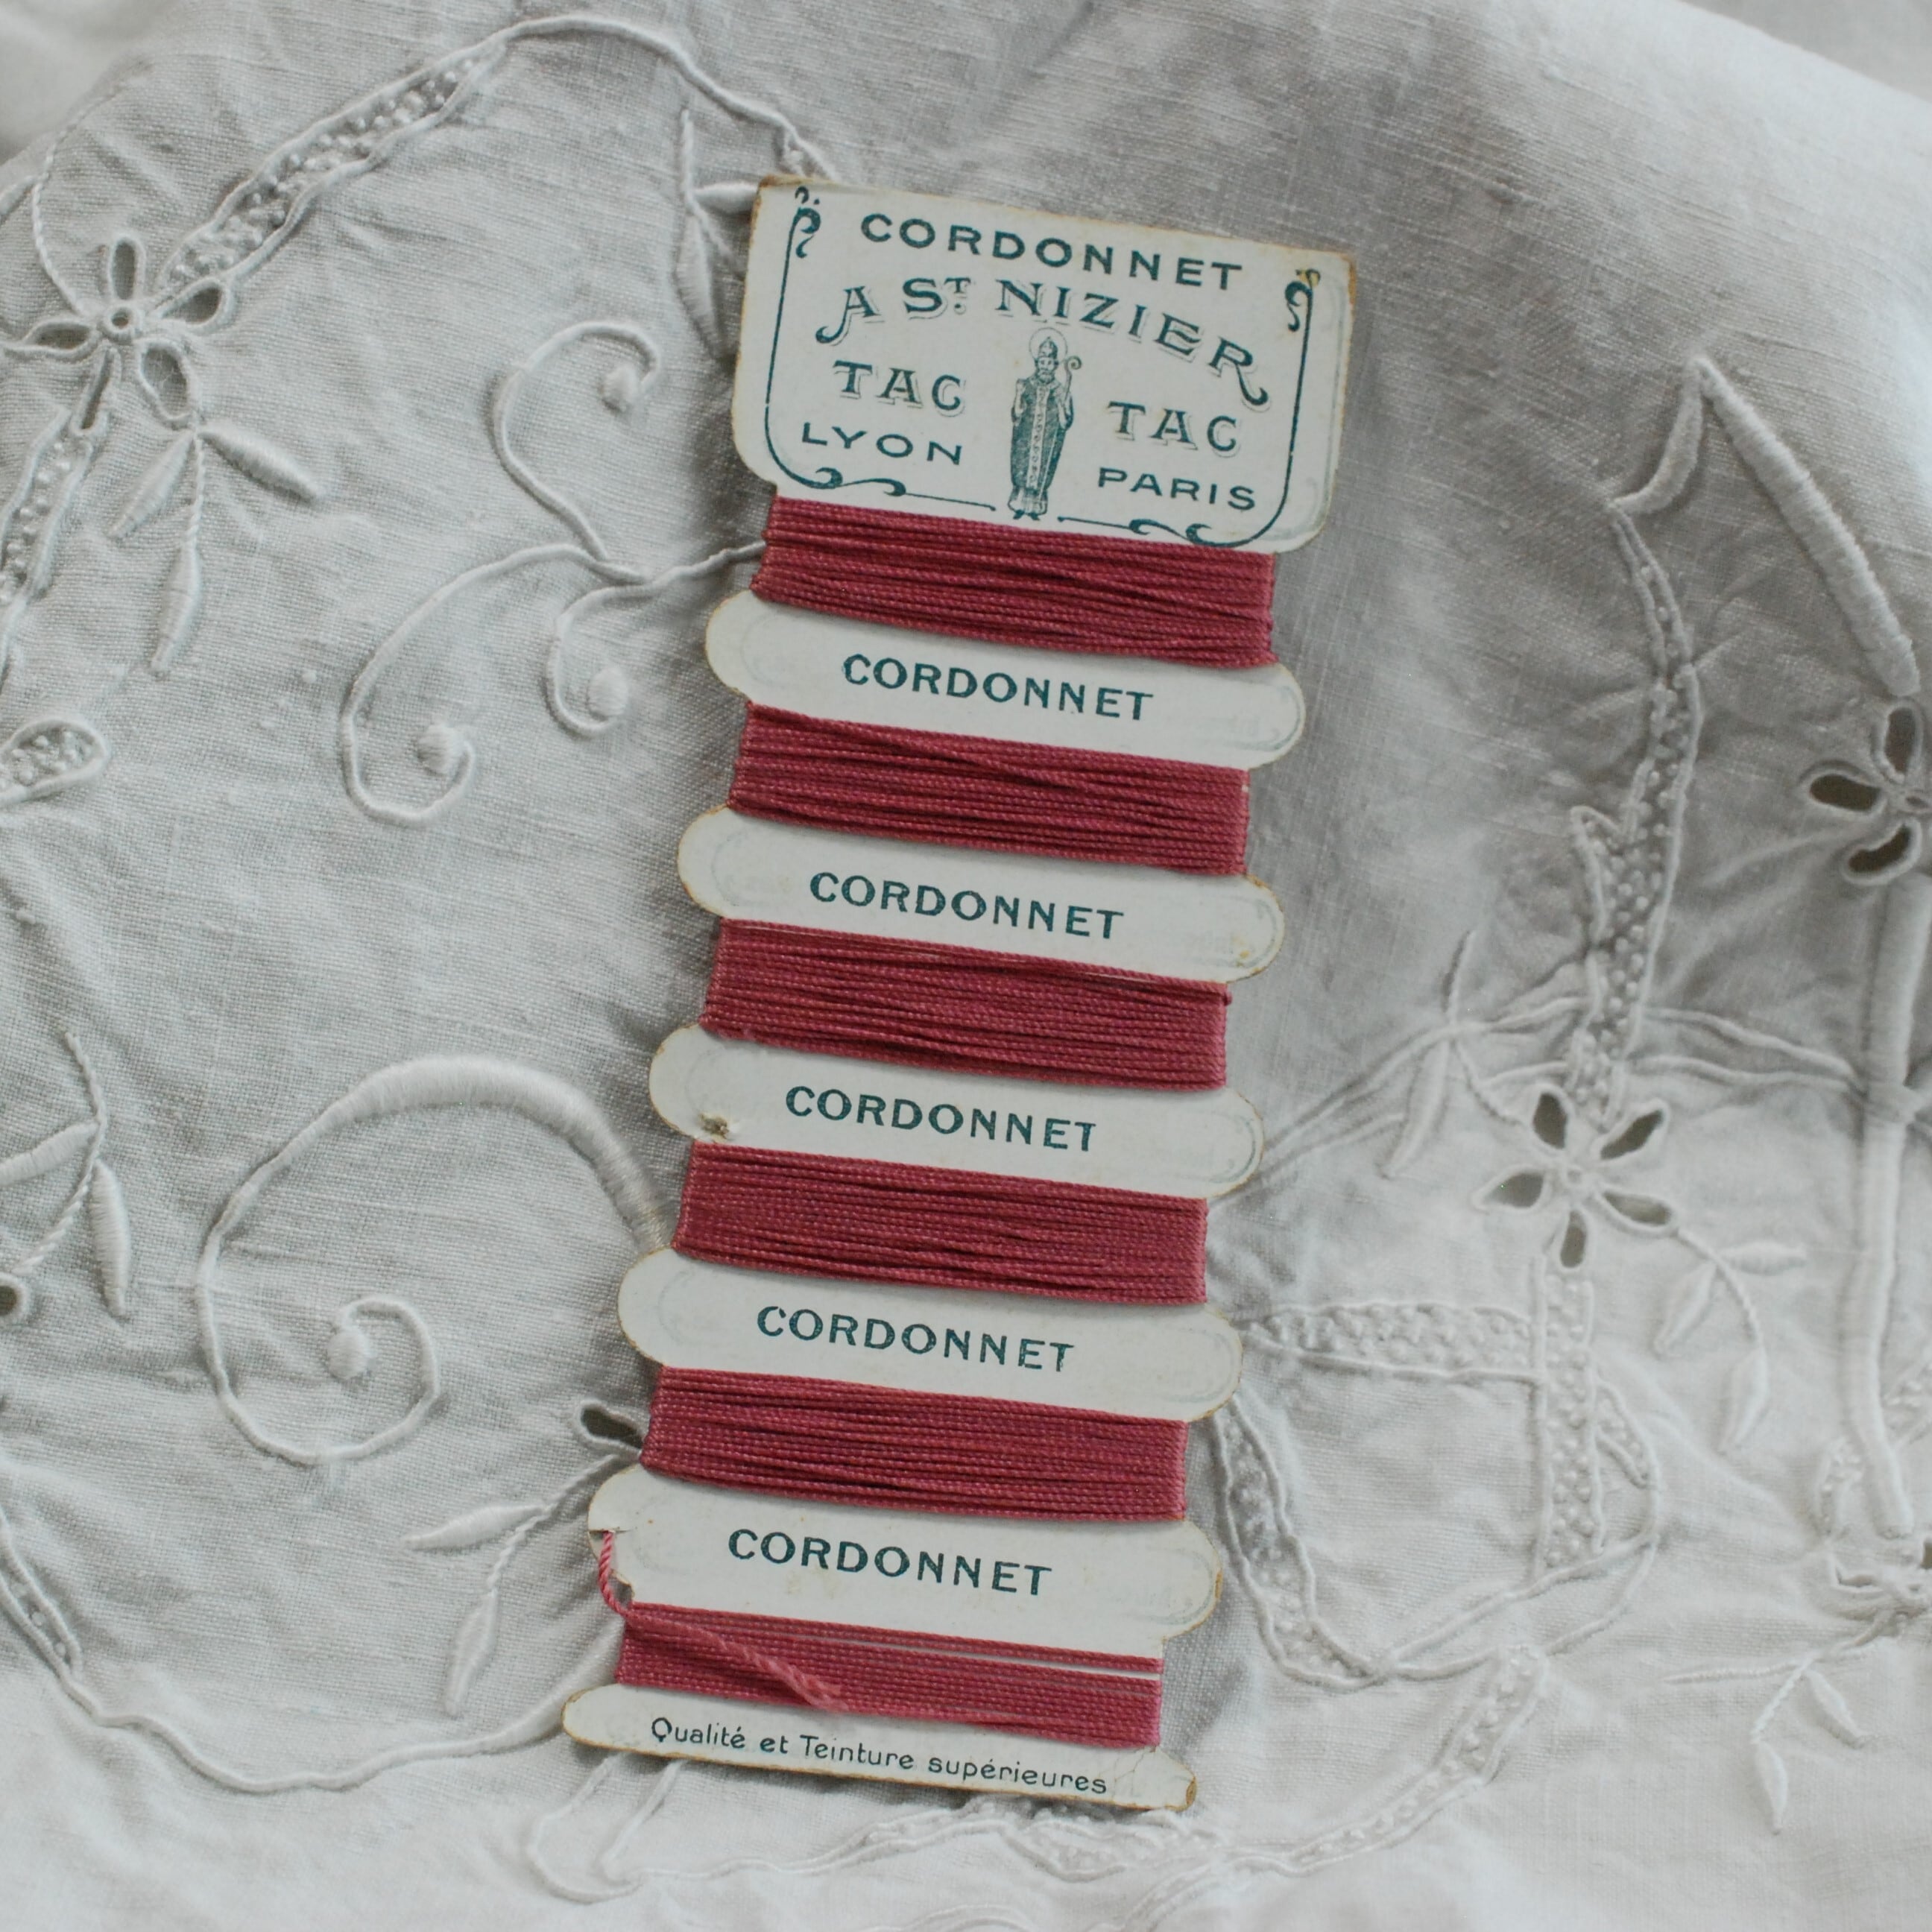 CORDONNET
A ST. NIZIER
TAC TAC
LYON PARIS
CORDONNET
CORDONNET
CORDONNET
CORDONNET
CORDONNET
Qualité et Teinture supérieures